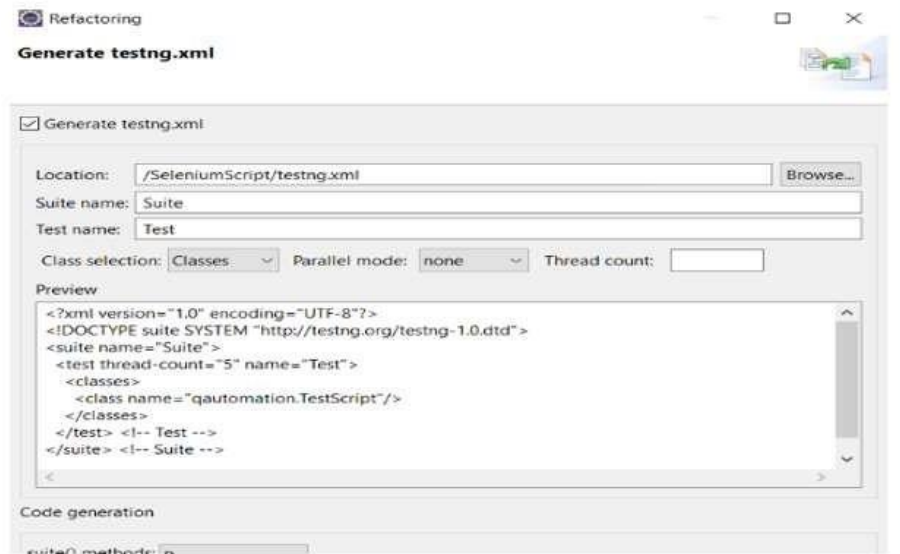 Refactoring
Generate testng.xml
Generate testng.xml
Location: /SeleniumScript/testng.xml Browse...
Suite name: Suite
Test name: Test
Class selection: Classes Parallel mode: none Thread count:
Preview
<?xml version="1.0" encoding="UTF-8"?>
<!DOCTYPE suite SYSTEM "http://testng.org/testng-1.0.dtd">
<suite name="Suite">
<test thread-count="5" name="Test">
<classes>
<class name="qautomation.TestScript"/>
</classes>
</test> <!-- Test -->
</suite> <!-- Suite -->
Code generation
suite() methods: